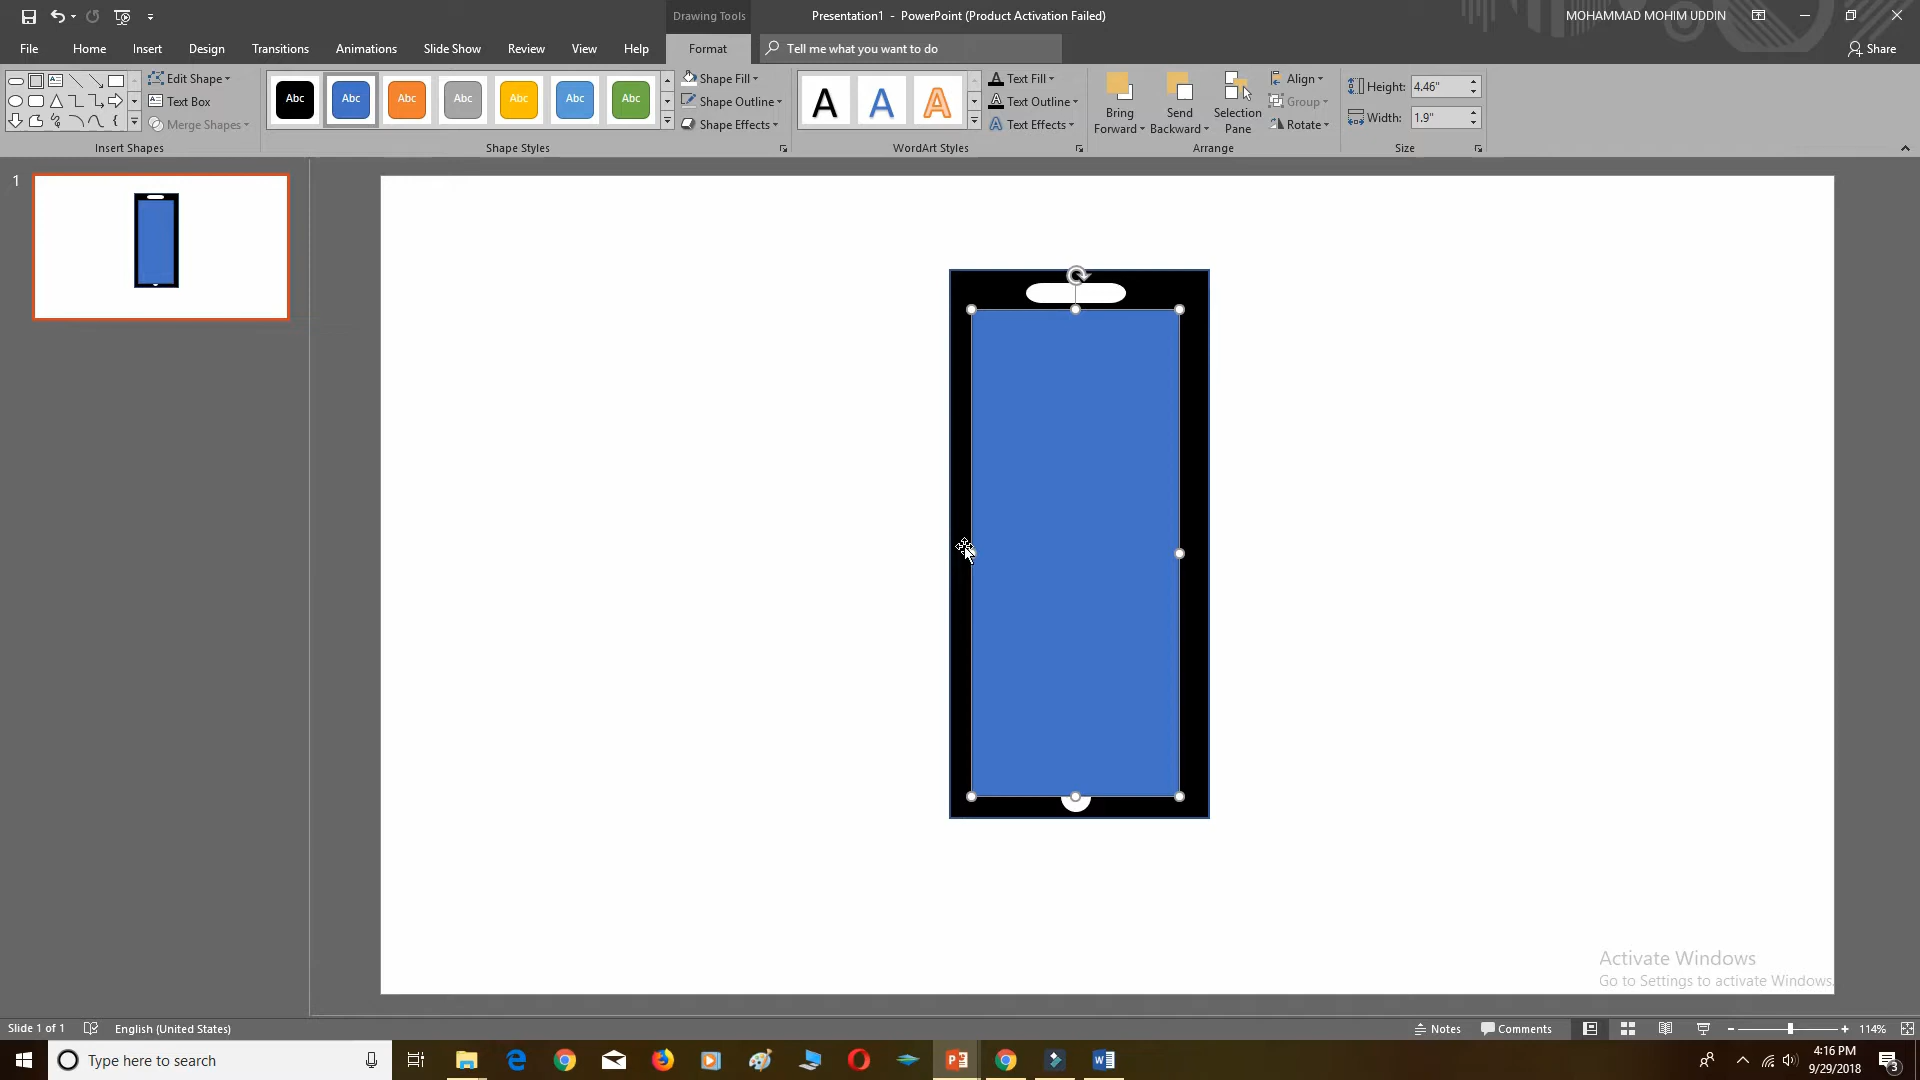 Drawing Tools
Presentation1 - PowerPoint (Product Activation Failed)
MOHAMMAD MOHIM UDDIN
File Home Insert Design Transitions Animations Slide Show Review View Help Format Tell me what you want to do Share
Edit Shape
Text Box
Merge Shapes
Insert Shapes
Abc Abc Abc Abc Abc Abc Abc
Shape Styles
Shape Fill
Shape Outline
Shape Effects
A A A
WordArt Styles
Text Fill
Text Outline
Text Effects
Bring Forward
Send Backward
Selection Pane
Align
Group
Rotate
Arrange
Height: 4.46"
Width: 1.9"
Size
1
Activate Windows
Go to Settings to activate Windows.
Slide 1 of 1 English (United States) Notes Comments 114%
Type here to search
4:16 PM
9/29/2018
3